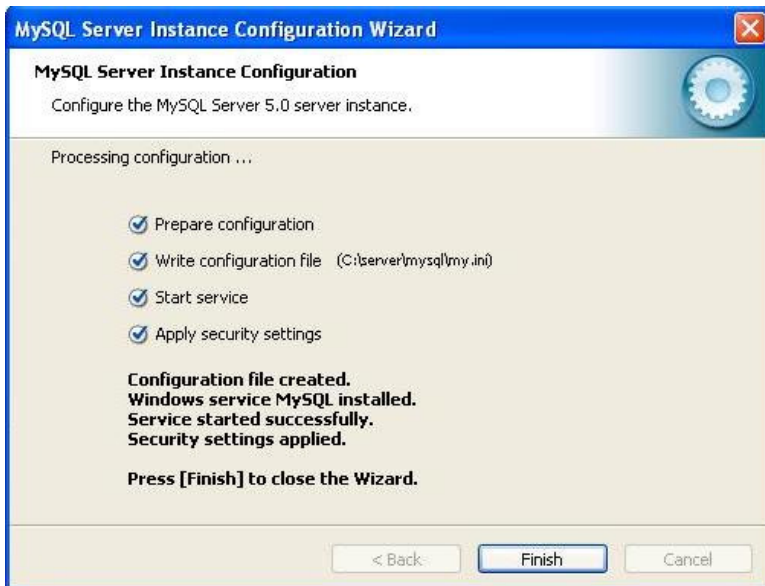 MySQL Server Instance Configuration Wizard
MySQL Server Instance Configuration
Configure the MySQL Server 5.0 server instance.
Processing configuration ...
Prepare configuration
Write configuration file (C:\server\mysql\my.ini)
Start service
Apply security settings
Configuration file created.
Windows service MySQL installed.
Service started successfully.
Security settings applied.
Press [Finish] to close the Wizard.
< Back Finish Cancel